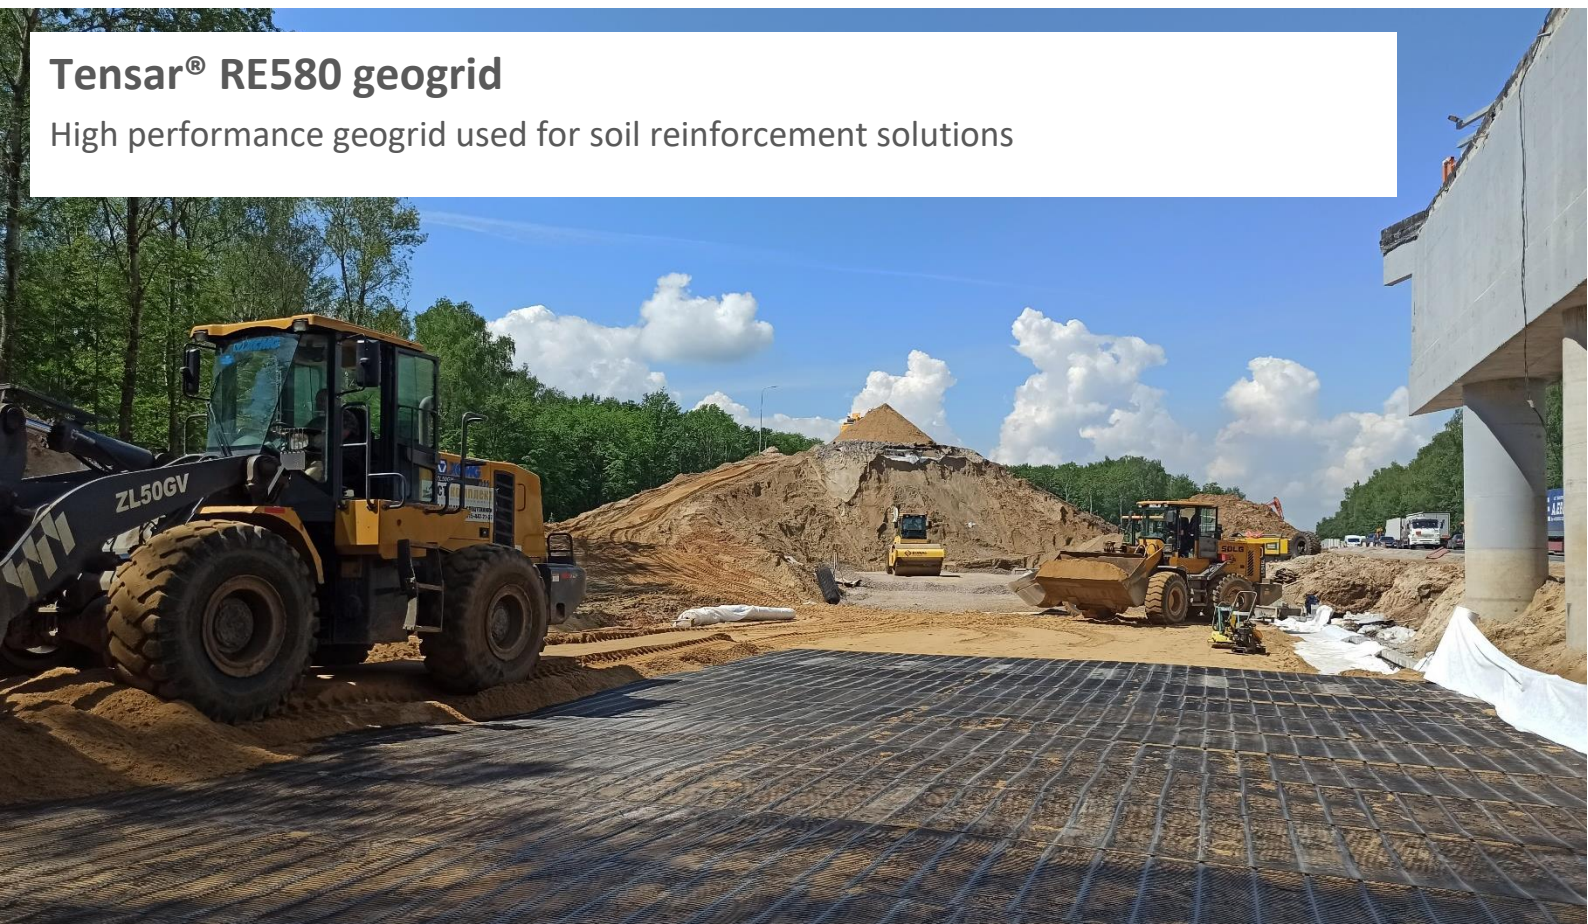 Tensar® RE580 geogrid
High performance geogrid used for soil reinforcement solutions
ZL50GV
SDLG